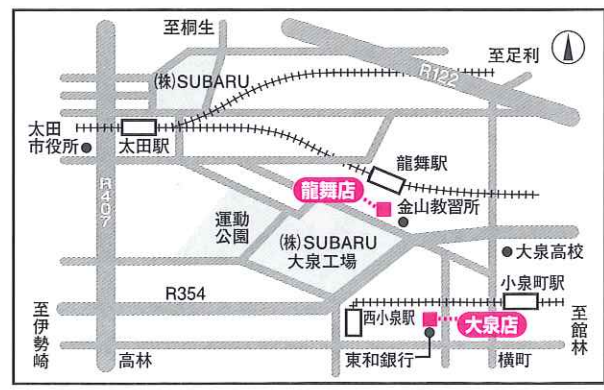 至桐生
至足利
(株)SUBARU
R122
太田
市役所
太田駅
龍舞駅
龍舞店
R407
金山教習所
運動
公園
(株)SUBARU
大泉工場
大泉高校
小泉町駅
R354
至伊勢崎
西小泉駅
大泉店
至館林
高林
東和銀行
横町